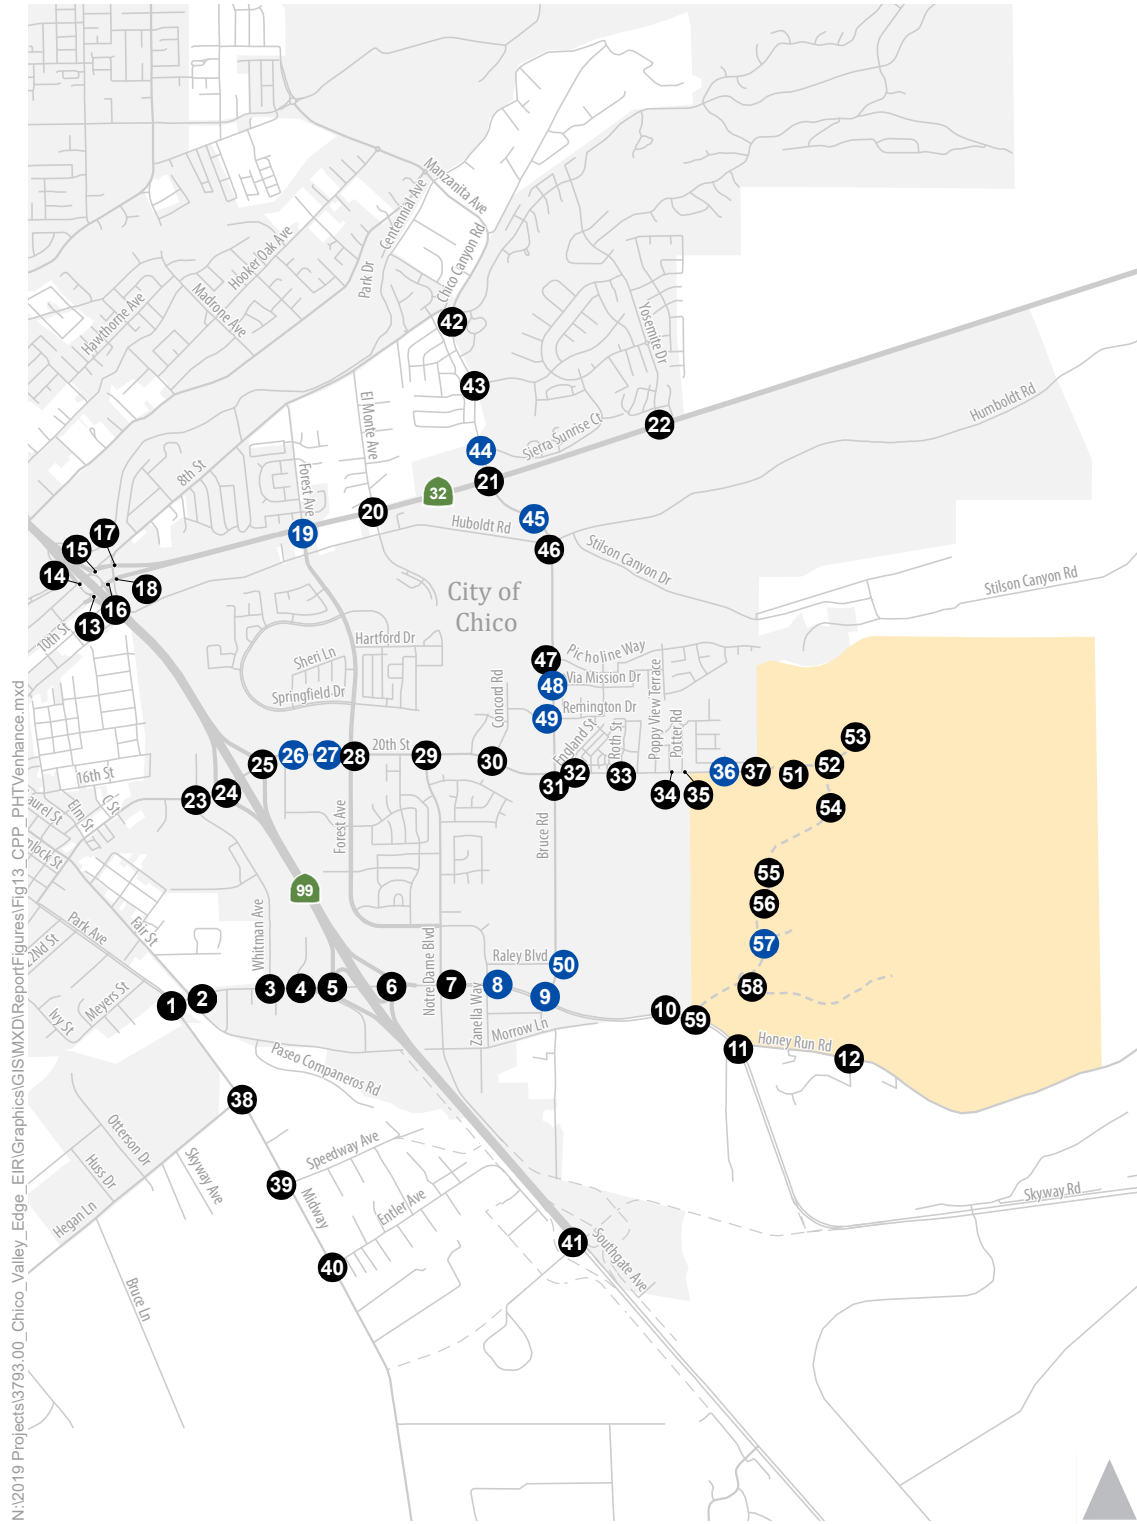 Manzanita Ave
Centennial Ave
Hooker Oak Ave
Park Dr
Chico Canyon Rd
Madrone Ave
Hawthorne Ave
42
Yosemite Dr
43
El Monte Ave
Humboldt Rd
22
Sierra Sunrise Ct
44
8th St
Forest Ave
21
32
20
45
19
Huboldt Rd
17
15
46
Stilson Canyon Dr
14
18
16
13
10th St
City of
Chico
Stilson Canyon Rd
Hartford Dr
Sheri Ln
Springfield Dr
47
Picholine Way
Via Mission Dr
48
Concord Rd
Remington Dr
49
Poppy View Terrace
Potter Rd
England St
Roth St
53
26
27
28
20th St
29
30
25
52
16th St
32
33
36
37
51
31
34
35
23
24
54
Laurel St
Elm St
C St
Forest Ave
Bruce Rd
55
99
56
Park Ave
Fair St
22Nd St
Whitman Ave
57
Notre Dame Blvd
Raley Blvd
50
Meyers St
Ivy St
1
2
3
4
5
6
7
8
9
58
Zanella Way
Morrow Ln
10
59
11
Honey Run Rd
12
Paseo Companeros Rd
38
Otterson Dr
Huss Dr
Skyway Ave
Speedway Ave
39
Midway
Entler Ave
Hegan Ln
Skyway Rd
41
Southgate Ave
40
Bruce Ln
N:\2019 Projects\3793.00_Chico_Valley_Edge_EIR\Graphics\GIS\MXD\ReportFigures\Fig13_CPP_PHTVenhance.mxd